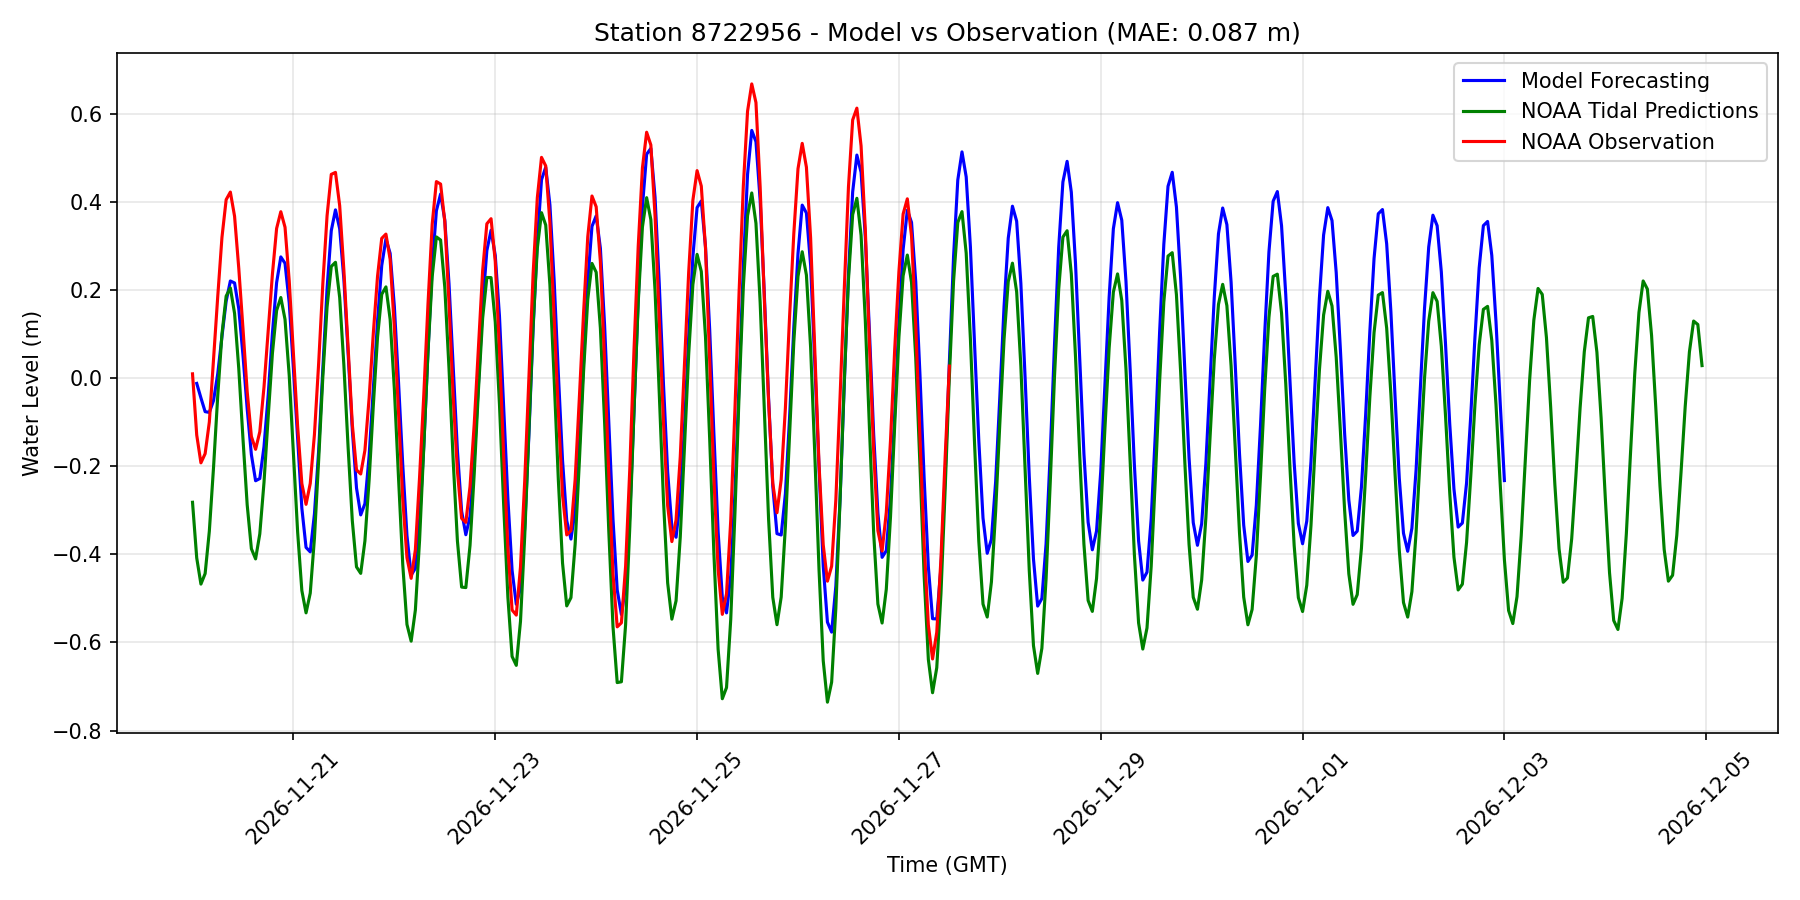 Station 8722956 - Model vs Observation (MAE: 0.087 m)
Model Forecasting
NOAA Tidal Predictions
NOAA Observation
Water Level (m)
0.6
0.4
0.2
0.0
−0.2
−0.4
−0.6
−0.8
2026-11-21
2026-11-23
2026-11-25
2026-11-27
2026-11-29
2026-12-01
2026-12-03
2026-12-05
Time (GMT)